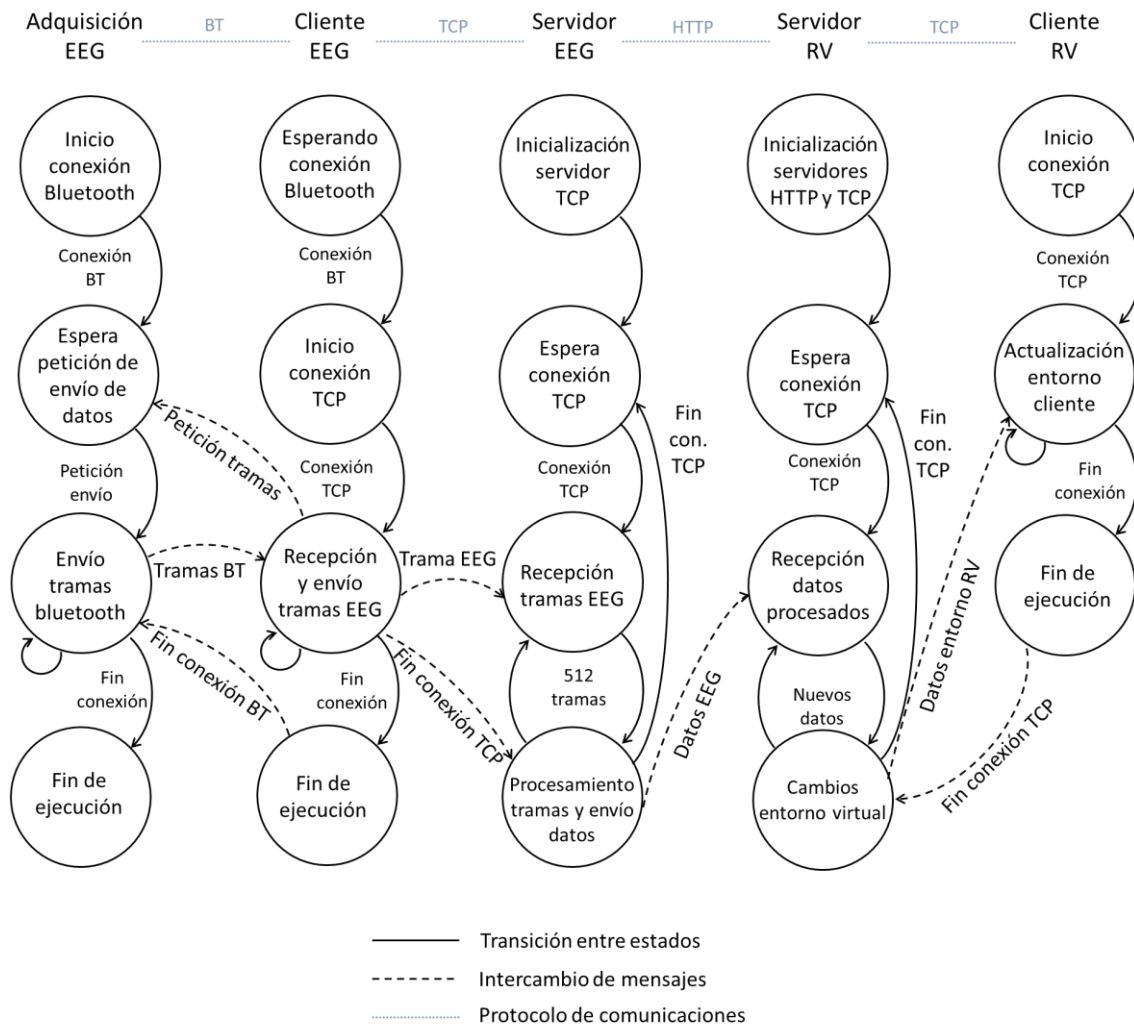 Adquisición
EEG
BT
Cliente
EEG
TCP
Servidor
EEG
HTTP
Servidor
RV
TCP
Cliente
RV
Inicio
conexión
Bluetooth
Esperando
conexión
Bluetooth
Inicialización
servidor
TCP
Inicialización
servidores
HTTP y TCP
Inicio
conexión
TCP
Conexión
BT
Conexión
BT
Conexión
TCP
Espera
petición de
envío de
datos
Inicio
conexión
TCP
Espera
conexión
TCP
Espera
conexión
TCP
Actualización
entorno
cliente
Petición tramas
Fin
con.
TCP
Fin
con.
TCP
Petición
envío
Conexión
TCP
Conexión
TCP
Conexión
TCP
Fin
conexión
Envío
tramas
bluetooth
Tramas BT
Recepción
y envío
tramas EEG
Trama EEG
Recepción
tramas EEG
Recepción
datos
procesados
Datos entorno RV
Fin de
ejecución
Fin
conexión
Fin conexión BT
Fin
conexión
Fin conexión TCP
512
tramas
Datos EEG
Nuevos
datos
Fin conexión TCP
Fin de
ejecución
Fin de
ejecución
Procesamiento
tramas y envío
datos
Cambios
entorno virtual
Transición entre estados
Intercambio de mensajes
Protocolo de comunicaciones